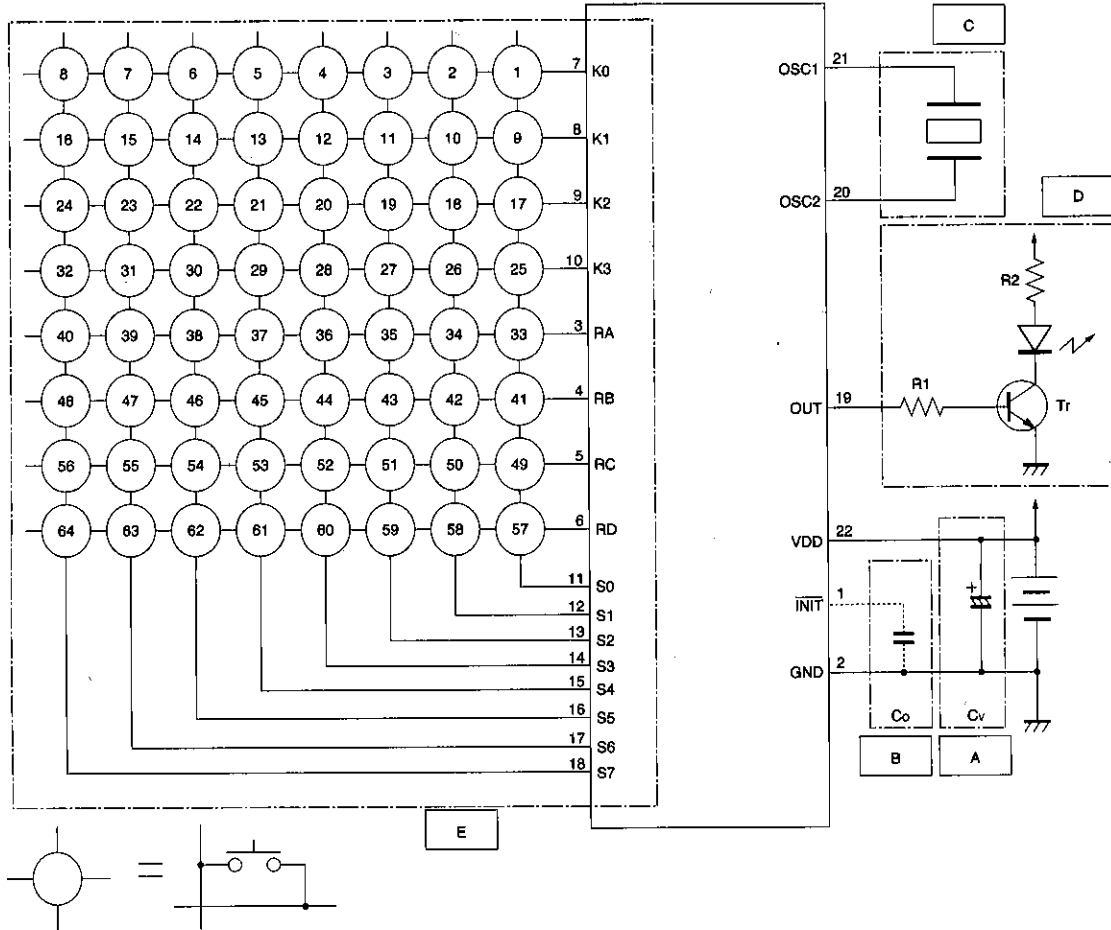 C
8 7 6 5 4 3 2 1 7 K0 OSC1 21
16 15 14 13 12 11 10 9 8 K1
24 23 22 21 20 19 18 17 9 K2 OSC2 20
D
32 31 30 29 28 27 26 25 10 K3
R2
40 39 38 37 36 35 34 33 3 RA
48 47 46 45 44 43 42 41 4 RB OUT 19 R1 Tr
56 55 54 53 52 51 50 49 5 RC
64 63 62 61 60 59 58 57 6 RD
VDD 22
11 S0
INIT 1 +
12 S1
13 S2
14 S3
GND 2
15 S4
16 S5
Co Cv
17 S6
B A
18 S7
E
=